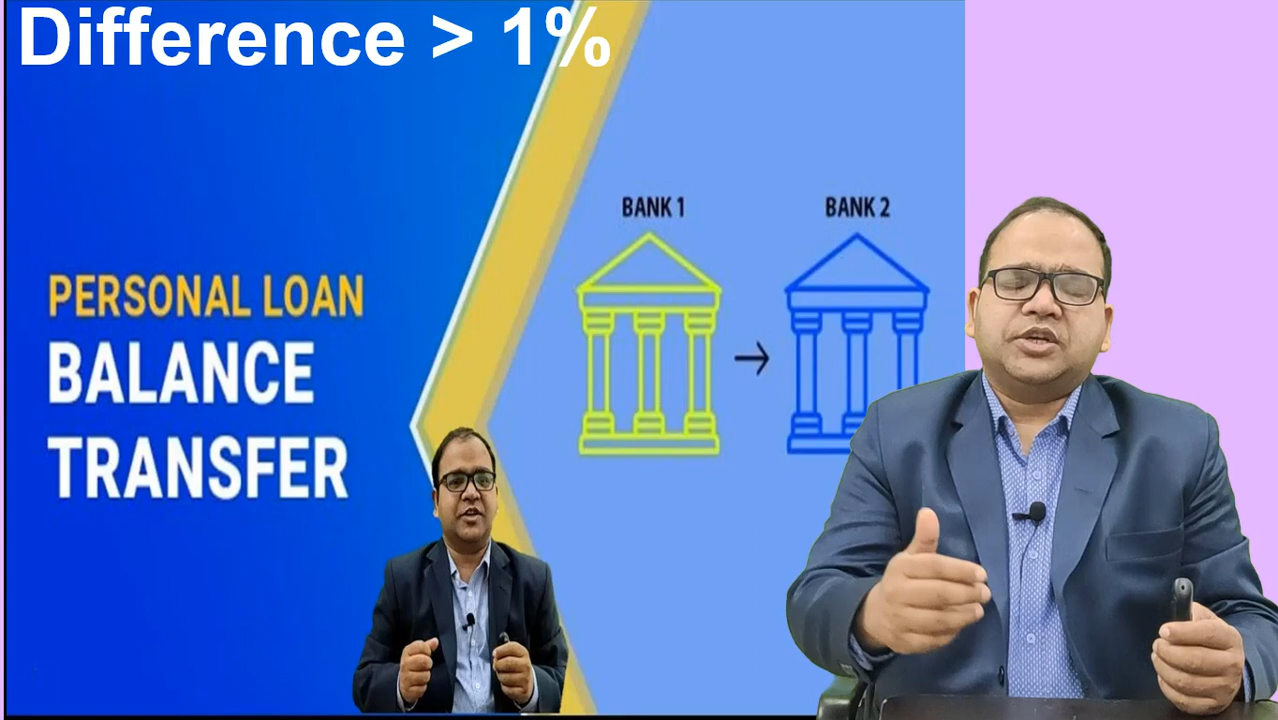 Difference > 1%
BANK 1
BANK 2
PERSONAL LOAN
BALANCE
TRANSFER